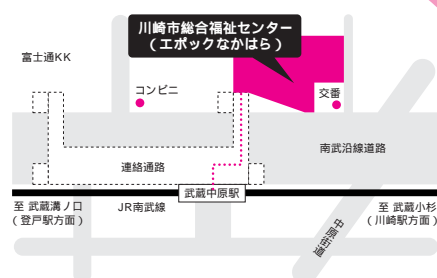 川崎市総合福祉センター
（エポックなかはら）
富士通KK
コンビニ
交番
南武沿線道路
連絡通路
武蔵中原駅
至 武蔵溝ノ口
（登戸駅方面）
JR南武線
中原街道
至 武蔵小杉
（川崎駅方面）